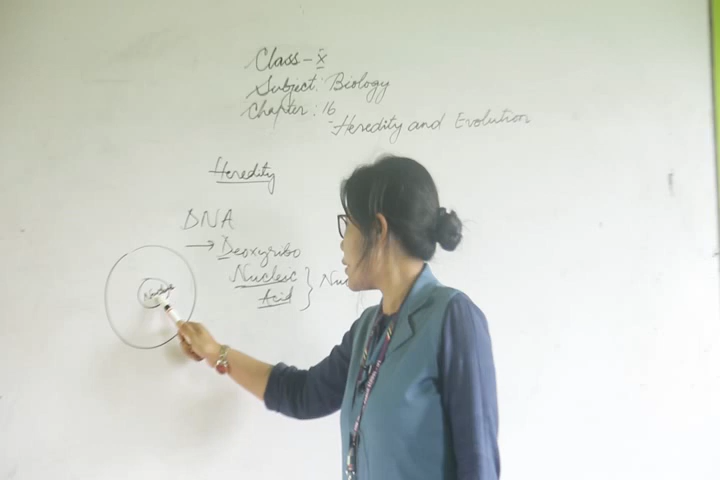 Class - X
Subject: Biology
Chapter: 16
- Heredity and Evolution
Heredity
DNA
→ Deoxyribo
Nucleic
Acid